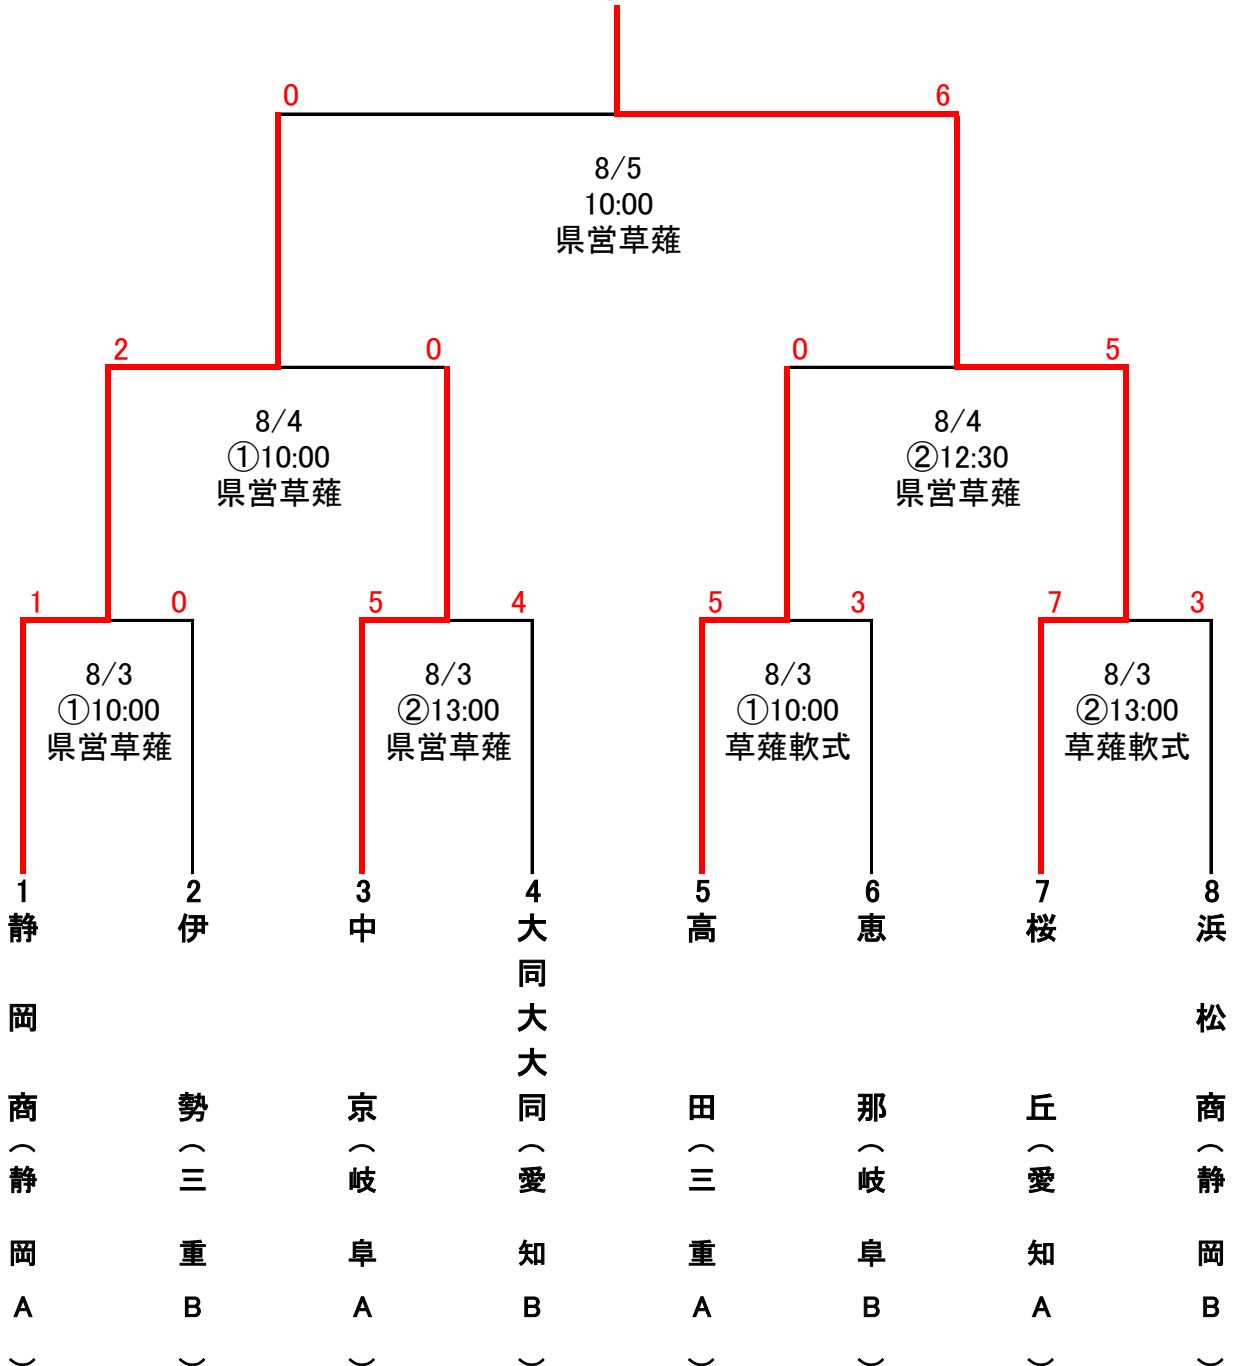 0
6
8/5
10:00
県営草薙
2
0
0
5
8/4
①10:00
県営草薙
8/4
②12:30
県営草薙
1
0
5
4
5
3
7
3
8/3
①10:00
県営草薙
8/3
②13:00
県営草薙
8/3
①10:00
草薙軟式
8/3
②13:00
草薙軟式
1
静岡商(静岡A)
2
伊勢(三重B)
3
中京(岐阜A)
4
大同大大同(愛知B)
5
高田(三重A)
6
恵那(岐阜B)
7
桜丘(愛知A)
8
浜松商(静岡B)